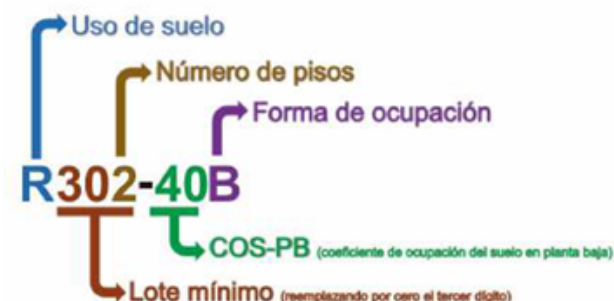 Uso de suelo
Número de pisos
Forma de ocupación
R302-40B
COS-PB (coeficiente de ocupación del suelo en planta baja)
Lote mínimo (reemplazando por cero el tercer dígito)